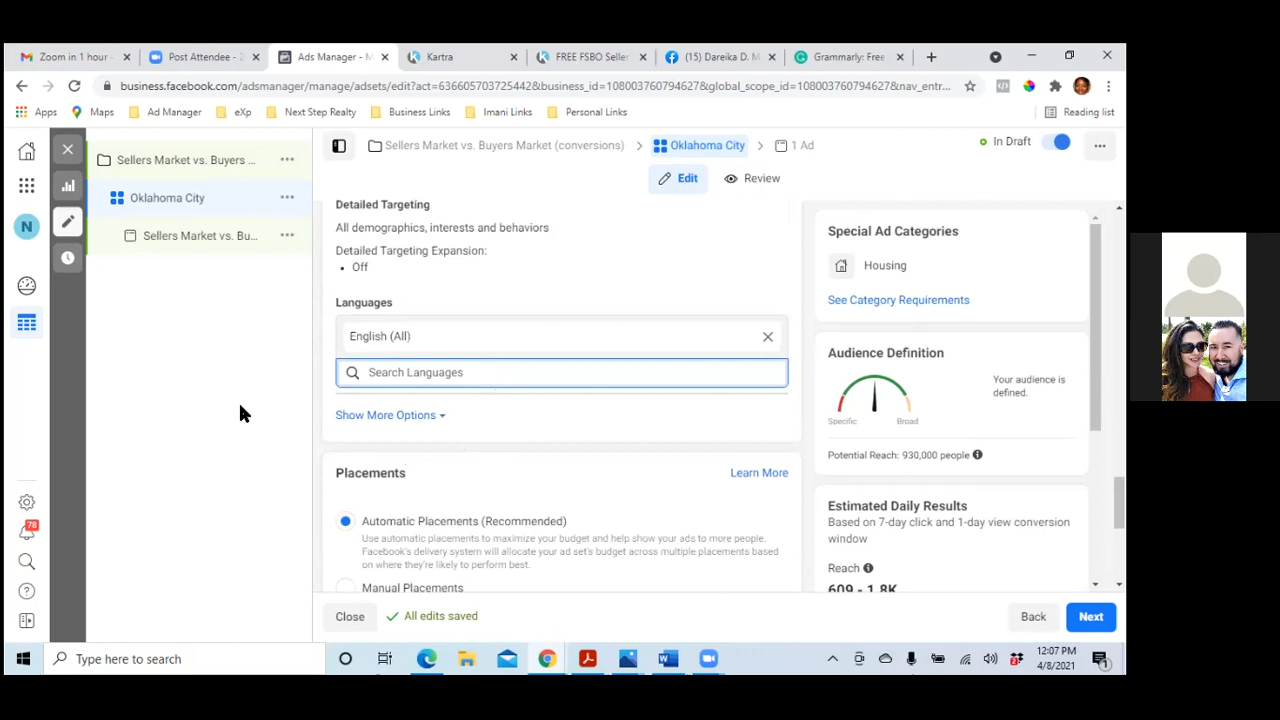 Zoom in 1 hour -
Post Attendee - 2
Ads Manager - M
Kartra
FREE FSBO Seller
(15) Dareika D. M
Grammarly: Free
business.facebook.com/adsmanager/manage/adsets/edit?act=636605703725442&business_id=1080037607946278&global_scope_id=1080037607946278&nav_entr...
Apps
Maps
Ad Manager
eXp
Next Step Realty
Business Links
Imani Links
Personal Links
Reading list
Sellers Market vs. Buyers ...
Oklahoma City
Sellers Market vs. Bu...
Sellers Market vs. Buyers Market (conversions)
Oklahoma City
1 Ad
In Draft
Edit
Review
N
78
Detailed Targeting
All demographics, interests and behaviors
Detailed Targeting Expansion:
• Off
Languages
English (All)
Search Languages
Show More Options
Placements
Learn More
Automatic Placements (Recommended)
Use automatic placements to maximize your budget and help show your ads to more people.
Facebook's delivery system will allocate your ad set's budget across multiple placements based
on where they're likely to perform best.
Manual Placements
Special Ad Categories
Housing
See Category Requirements
Audience Definition
Your audience is
defined.
Specific
Broad
Potential Reach: 930,000 people
Estimated Daily Results
Based on 7-day click and 1-day view conversion
window
Reach
609 - 1.8K
Close
All edits saved
Back
Next
Type here to search
12:07 PM
4/8/2021
1